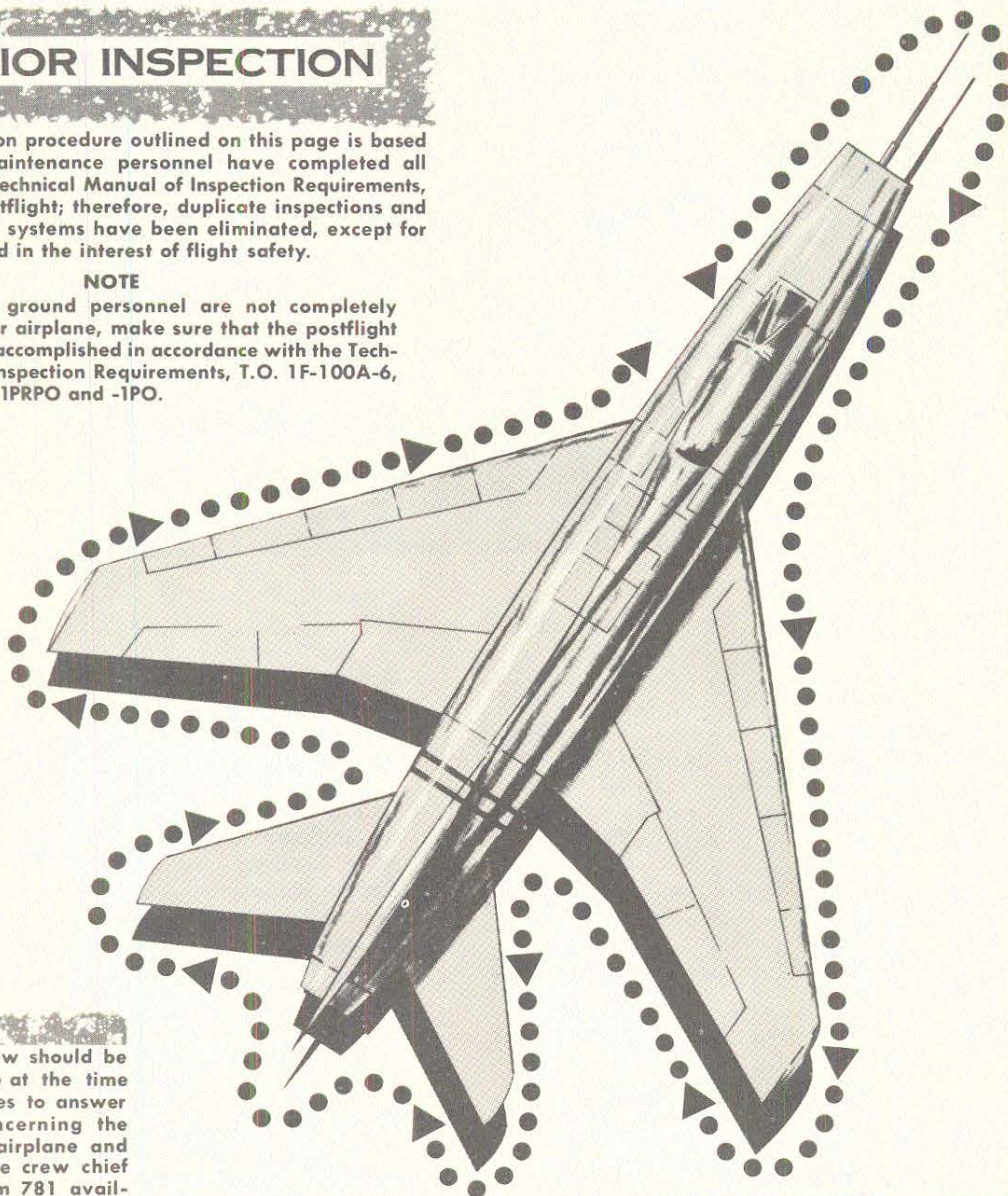 IOR INSPECTION
on procedure outlined on this page is based
aintenance personnel have completed all
echnical Manual of Inspection Requirements,
tflight; therefore, duplicate inspections and
systems have been eliminated, except for
d in the interest of flight safety.
NOTE
ground personnel are not completely
r airplane, make sure that the postflight
accomplished in accordance with the Tech-
nspection Requirements, T.O. 1F-100A-6,
1PRPO and -1PO.
w should be
at the time
es to answer
ncerning the
airplane and
e crew chief
m 781 avail-